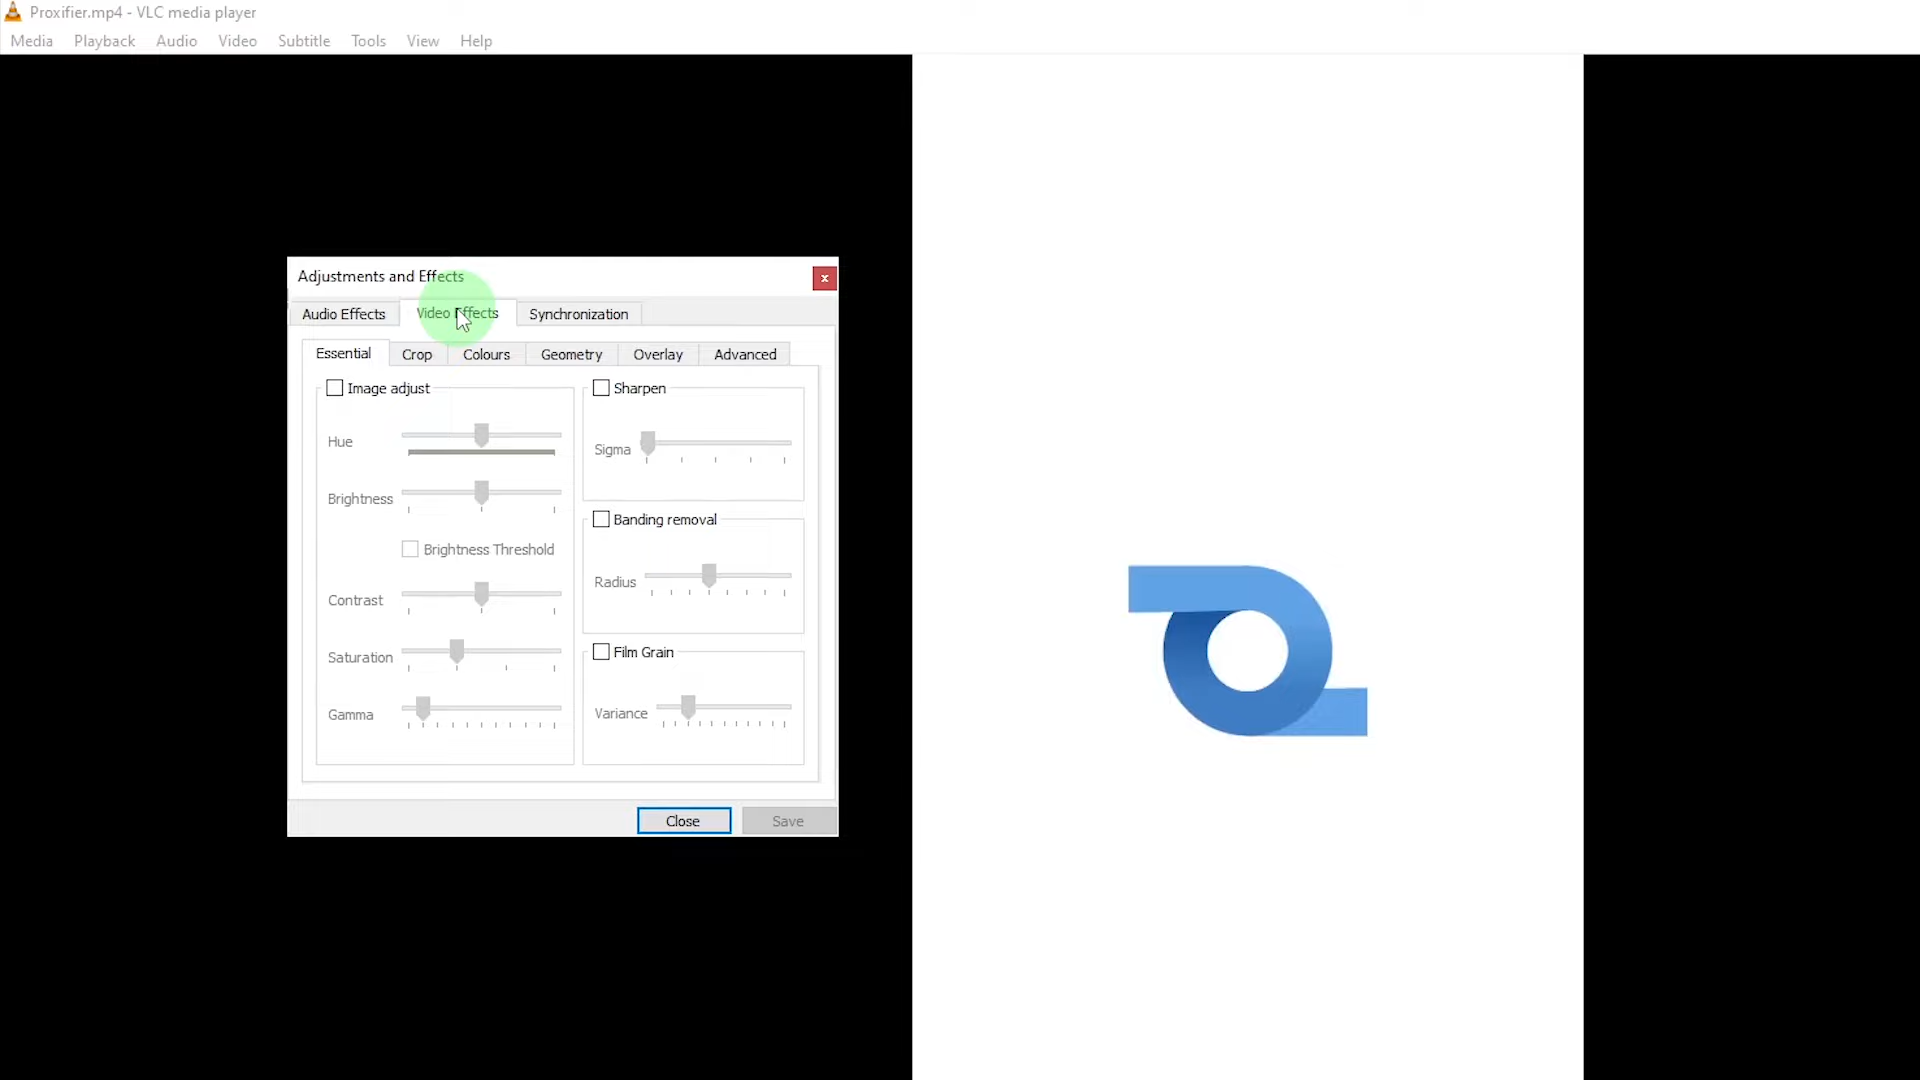 Proxifier.mp4 - VLC media player
Media Playback Audio Video Subtitle Tools View Help
Adjustments and Effects
x
Audio Effects Video Effects Synchronization
Essential Crop Colours Geometry Overlay Advanced
Image adjust
Hue
Brightness
Brightness Threshold
Contrast
Saturation
Gamma
Sharpen
Sigma
Banding removal
Radius
Film Grain
Variance
Close Save